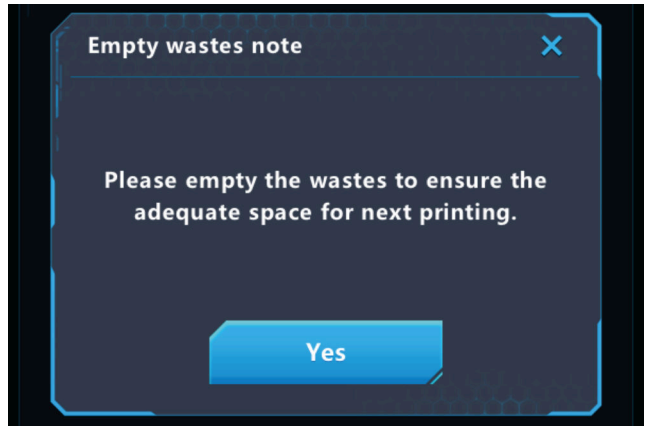 Empty wastes note
Please empty the wastes to ensure the
adequate space for next printing.
Yes